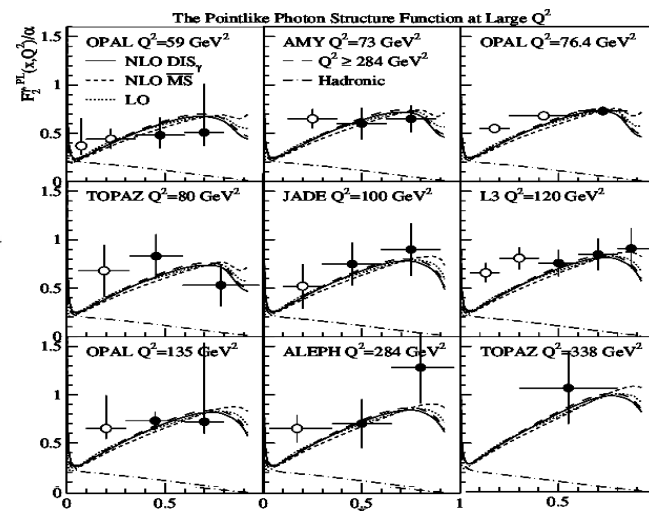 The Pointlike Photon Structure Function at Large Q²
F₂^γ,PL(x,Q²)/α
1.5
1
0.5
0
OPAL Q²=59 GeV²
NLO DISγ
NLO M̅S̅
LO
AMY Q²=73 GeV²
Q² ≥ 284 GeV²
Hadronic
OPAL Q²=76.4 GeV²
1.5
1
0.5
0
TOPAZ Q²=80 GeV²
JADE Q²=100 GeV²
L3 Q²=120 GeV²
1.5
1
0.5
0
OPAL Q²=135 GeV²
ALEPH Q²=284 GeV²
TOPAZ Q²=338 GeV²
0 0.5 0 0.5 1 0.5